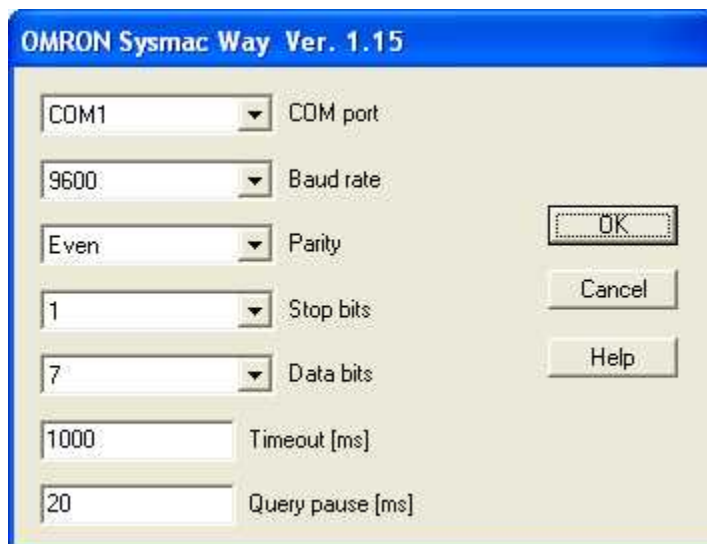 OMRON Sysmac Way Ver. 1.15
COM1 COM port
9600 Baud rate
Even Parity
OK
1 Stop bits
Cancel
7 Data bits
Help
1000 Timeout [ms]
20 Query pause [ms]